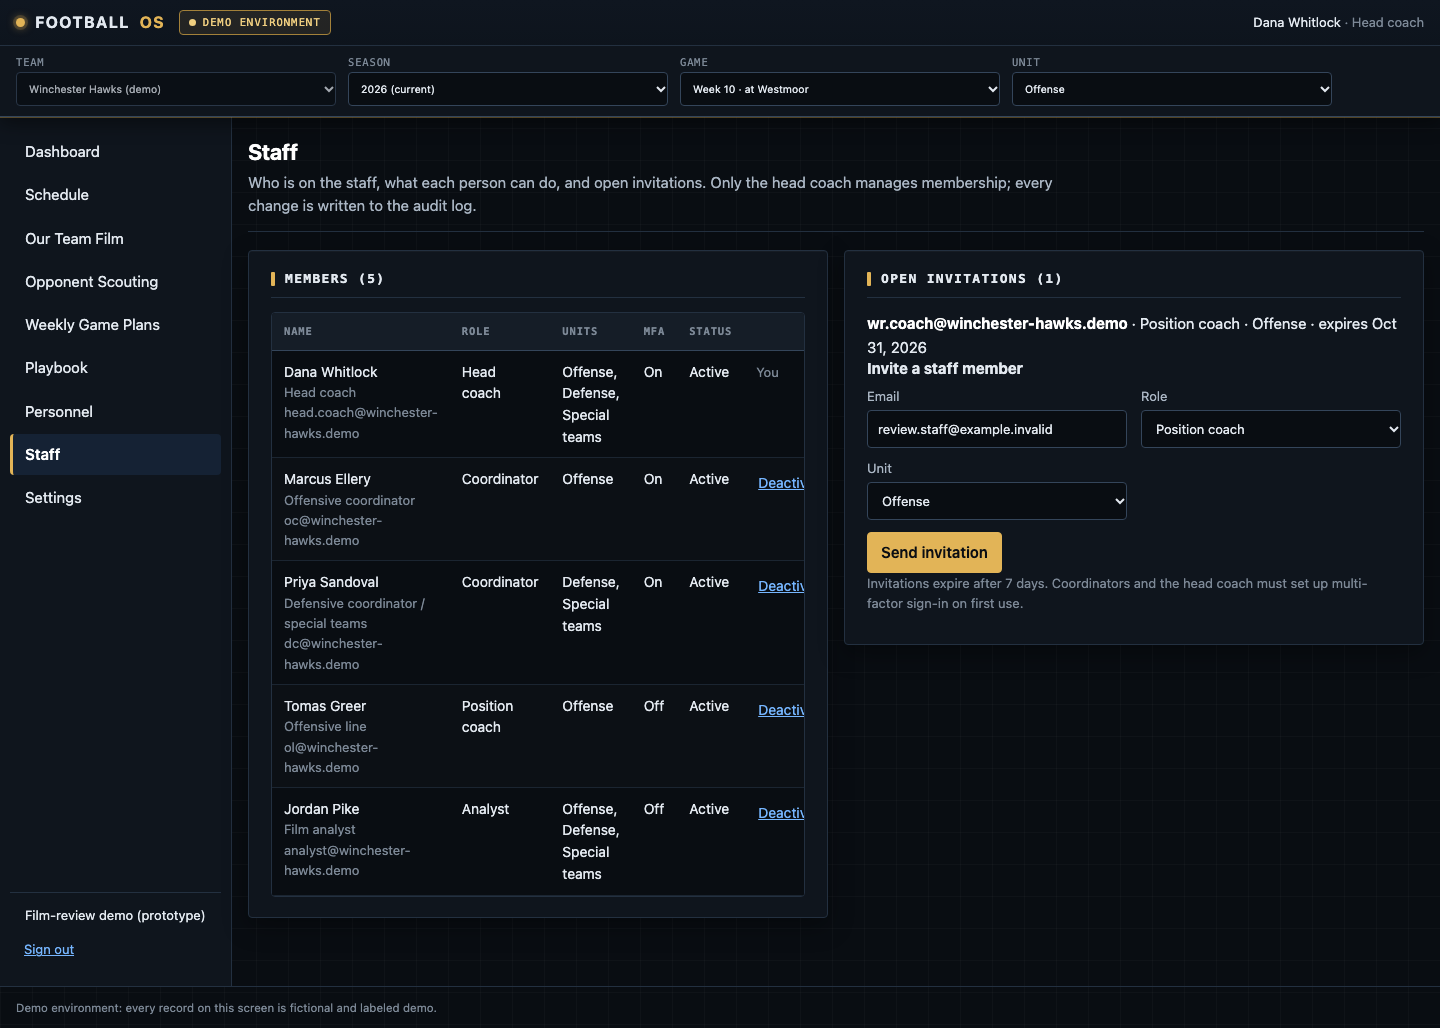 FOOTBALL OS
DEMO ENVIRONMENT
Dana Whitlock · Head coach
TEAM
Winchester Hawks (demo)
SEASON
2026 (current)
GAME
Week 10 · at Westmoor
UNIT
Offense
Dashboard
Schedule
Our Team Film
Opponent Scouting
Weekly Game Plans
Playbook
Personnel
Staff
Settings
Film-review demo (prototype)
Sign out
Staff
Who is on the staff, what each person can do, and open invitations. Only the head coach manages membership; every
change is written to the audit log.
MEMBERS (5)
NAME ROLE UNITS MFA STATUS
Dana Whitlock
Head coach
head.coach@winchester-
hawks.demo
Head
coach
Offense,
Defense,
Special
teams
On
Active
You
Marcus Ellery
Offensive coordinator
oc@winchester-
hawks.demo
Coordinator
Offense
On
Active
Deactiv
Priya Sandoval
Defensive coordinator /
special teams
dc@winchester-
hawks.demo
Coordinator
Defense,
Special
teams
On
Active
Deactiv
Tomas Greer
Offensive line
ol@winchester-
hawks.demo
Position
coach
Offense
Off
Active
Deactiv
Jordan Pike
Film analyst
analyst@winchester-
hawks.demo
Analyst
Offense,
Defense,
Special
teams
Off
Active
Deactiv
OPEN INVITATIONS (1)
wr.coach@winchester-hawks.demo · Position coach · Offense · expires Oct
31, 2026
Invite a staff member
Email
review.staff@example.invalid
Role
Position coach
Unit
Offense
Send invitation
Invitations expire after 7 days. Coordinators and the head coach must set up multi-
factor sign-in on first use.
Demo environment: every record on this screen is fictional and labeled demo.